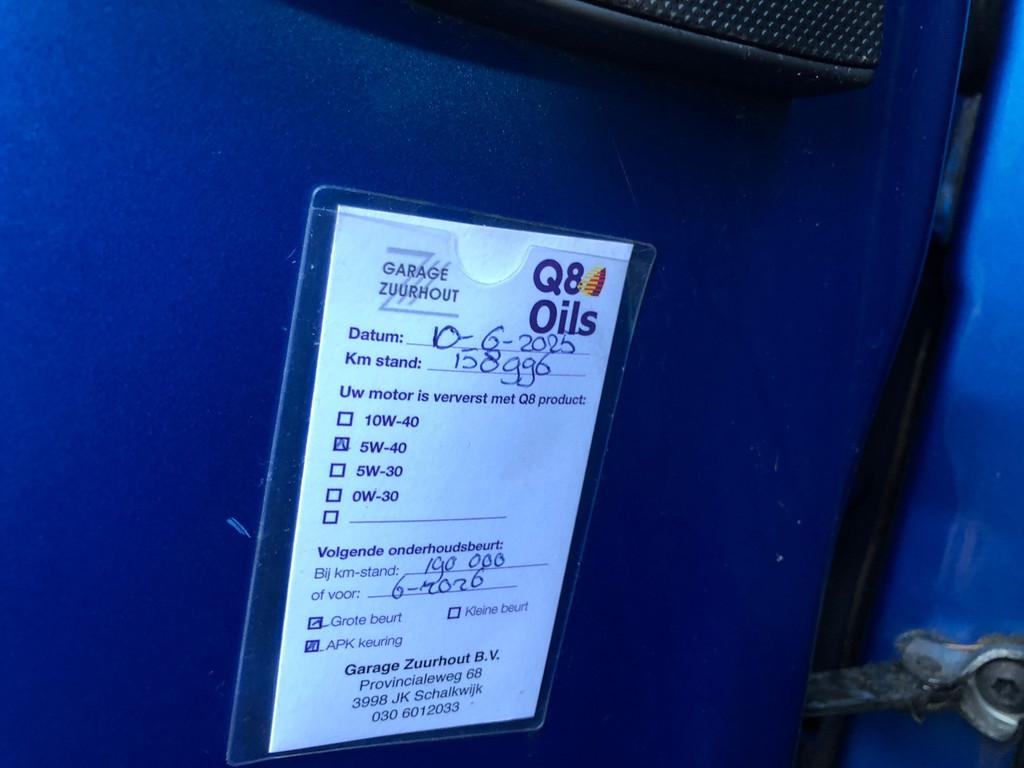 GARAGE
ZUURHOUT
Q8
Oils
Datum: 10-6-2025
Km stand: 158996
Uw motor is ververst met Q8 product:
10W-40
5W-40
5W-30
0W-30
Volgende onderhoudsbeurt:
Bij km-stand: 190 000
of voor: 6-2026
Grote beurt Kleine beurt
APK keuring
Garage Zuurhout B.V.
Provincialeweg 68
3998 JK Schalkwijk
030 6012033